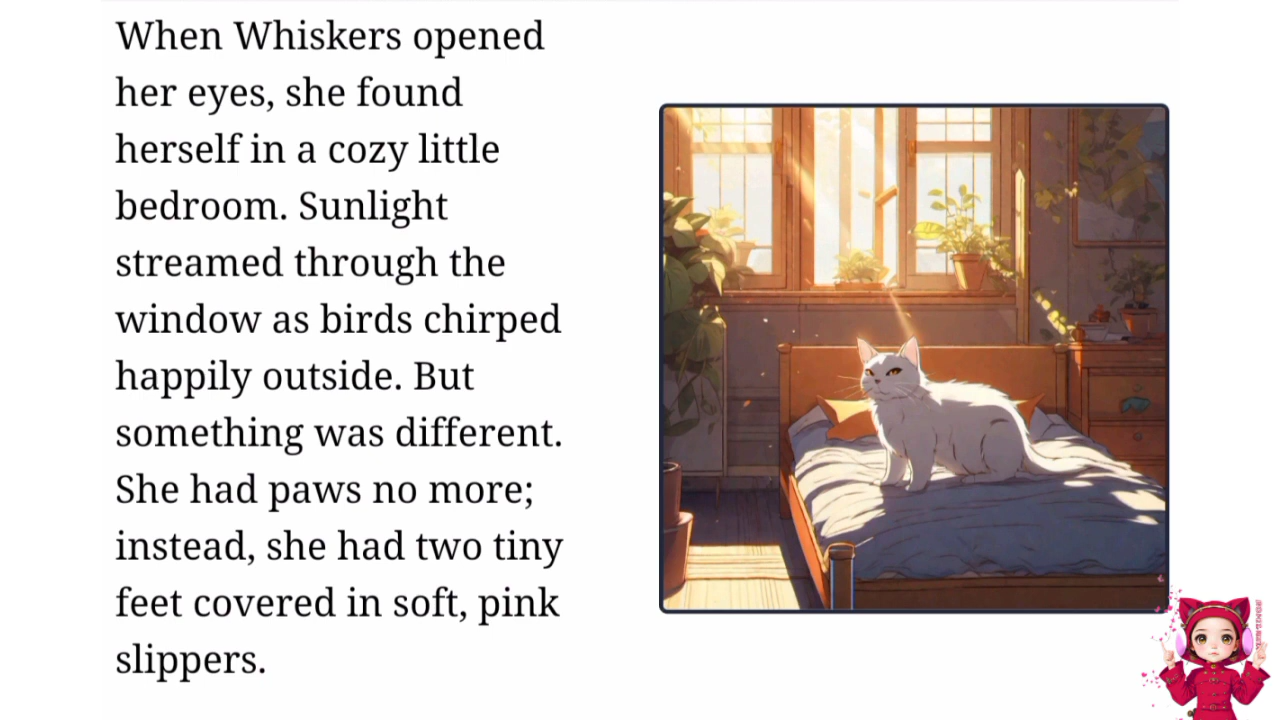 When Whiskers opened
her eyes, she found
herself in a cozy little
bedroom. Sunlight
streamed through the
window as birds chirped
happily outside. But
something was different.
She had paws no more;
instead, she had two tiny
feet covered in soft, pink
slippers.